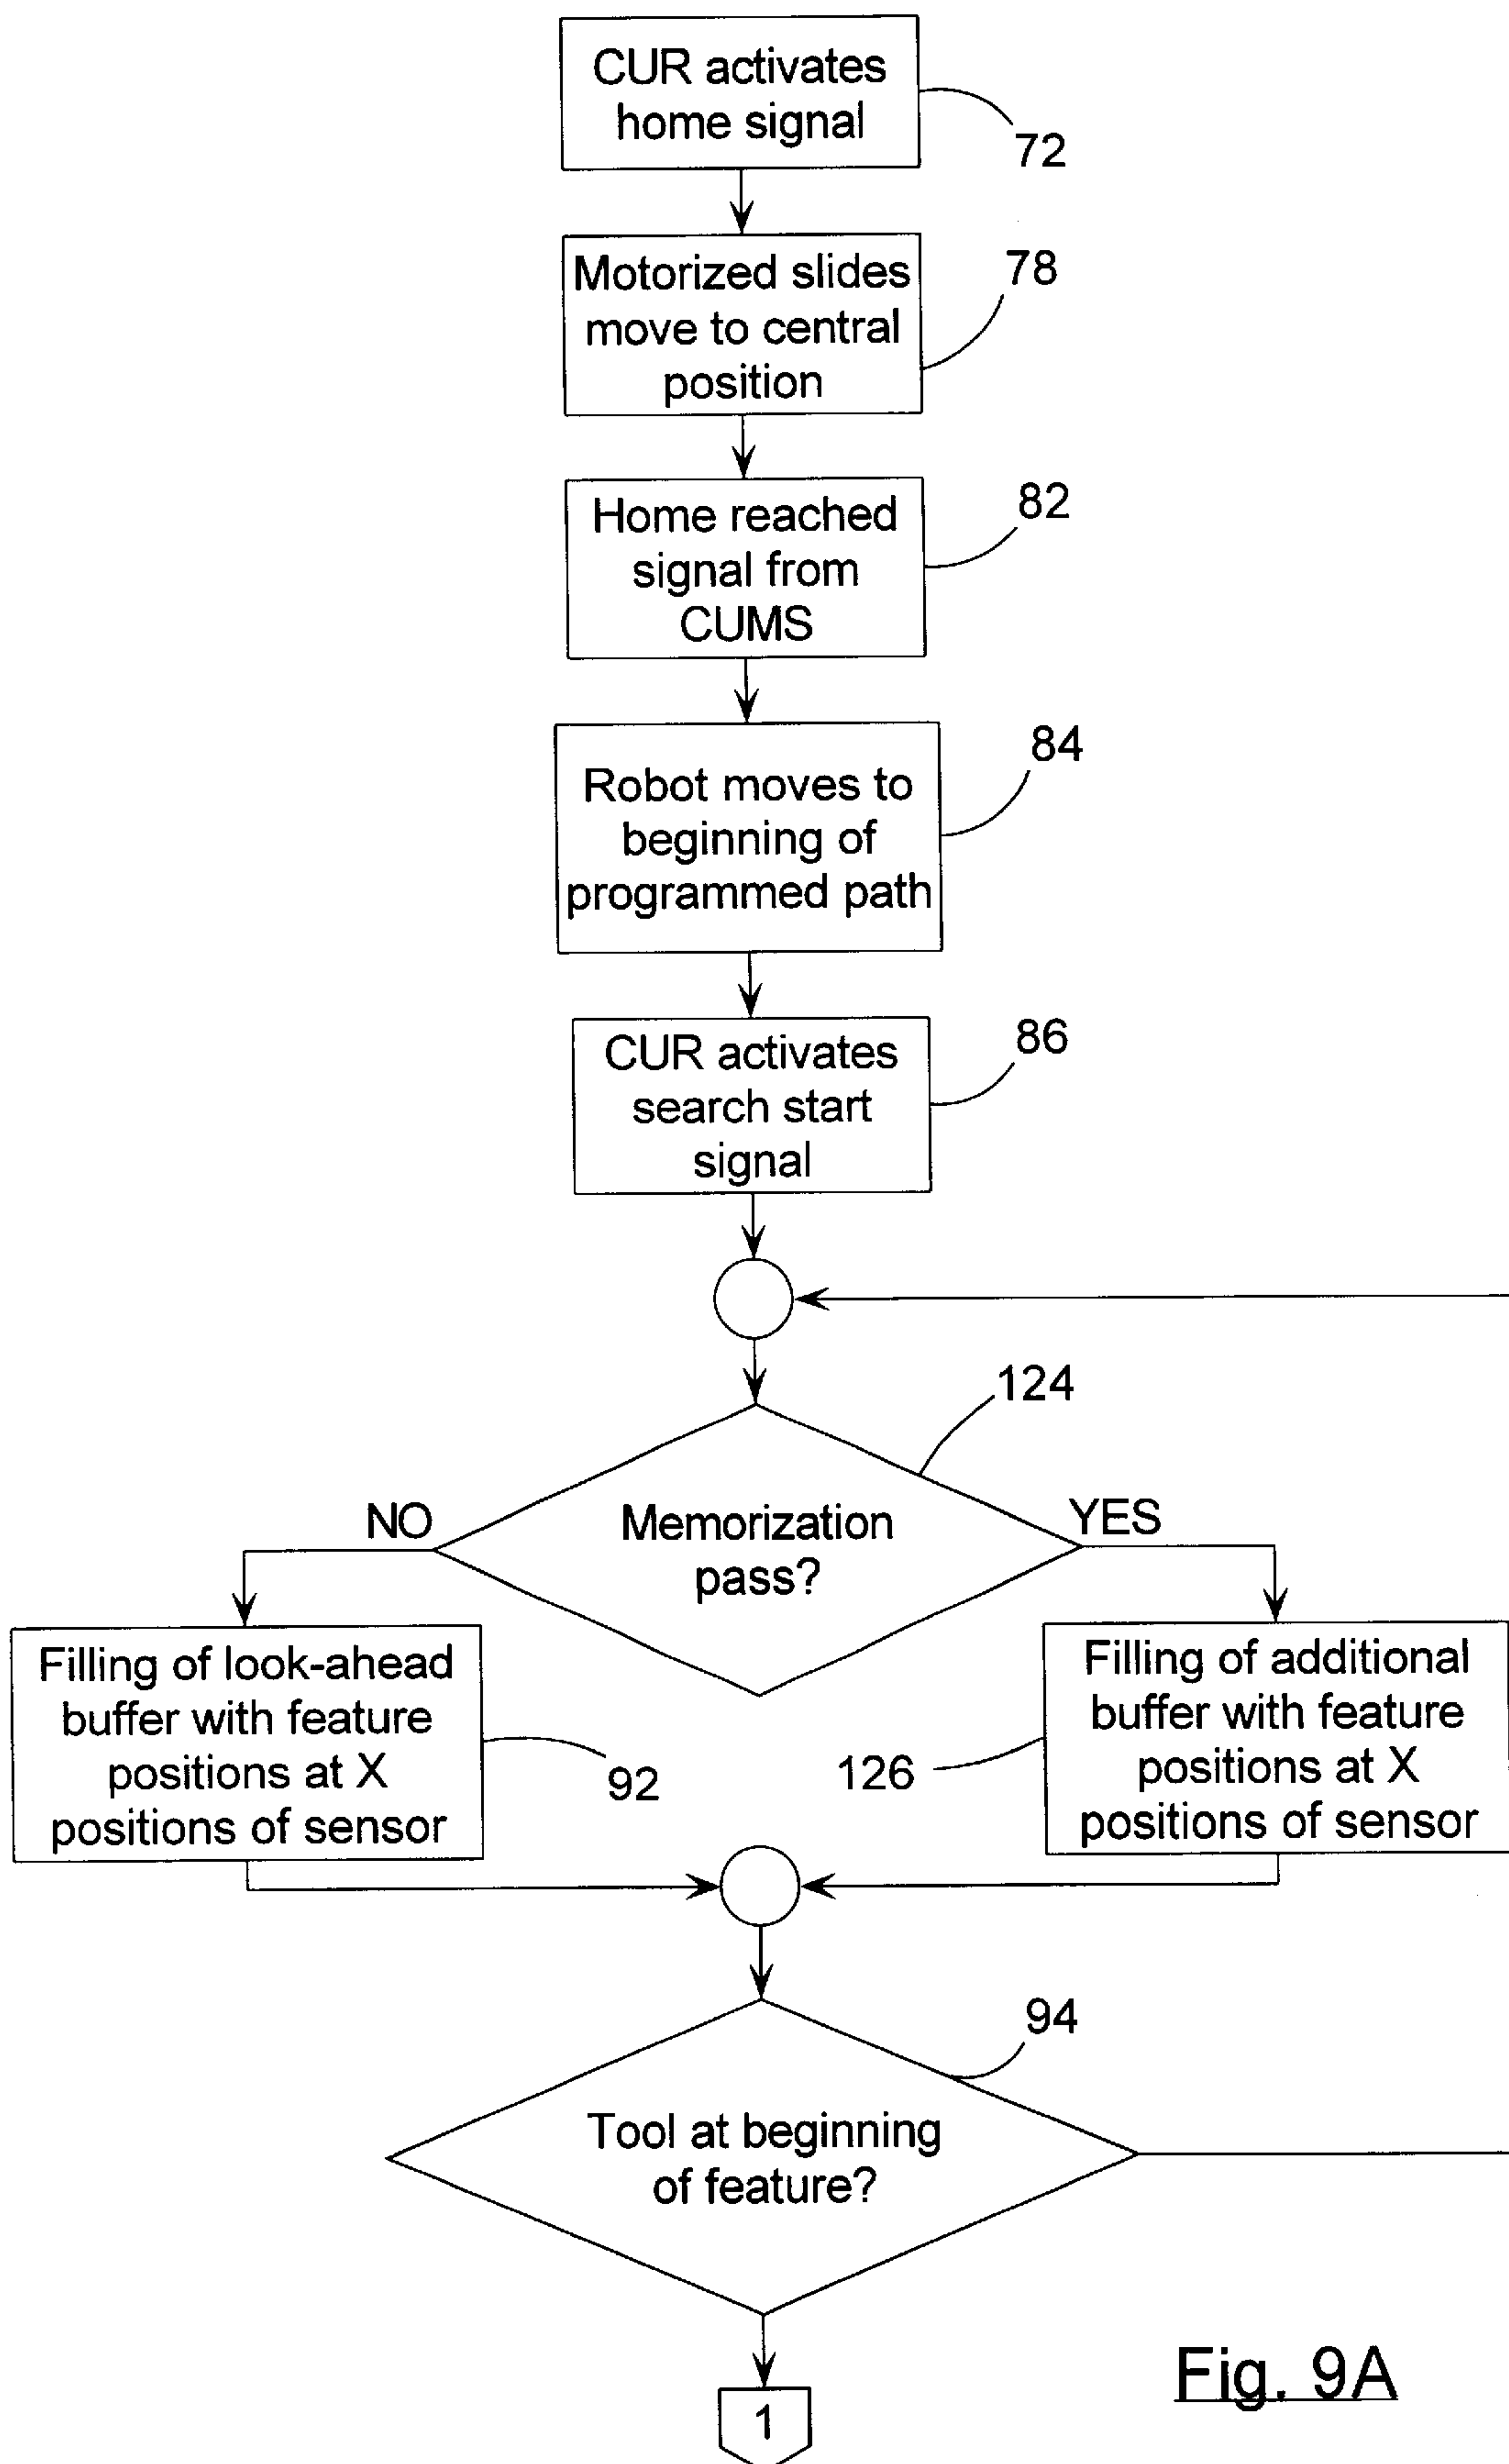 CUR activates
home signal
72
Motorized slides
move to central
position
78
Home reached
signal from
CUMS
82
Robot moves to
beginning of
programmed path
84
CUR activates
search start
signal
86
124
Memorization
pass?
NO
YES
Filling of look-ahead
buffer with feature
positions at X
positions of sensor
92
126
Filling of additional
buffer with feature
positions at X
positions of sensor
94
Tool at beginning
of feature?
1
Fig. 9A